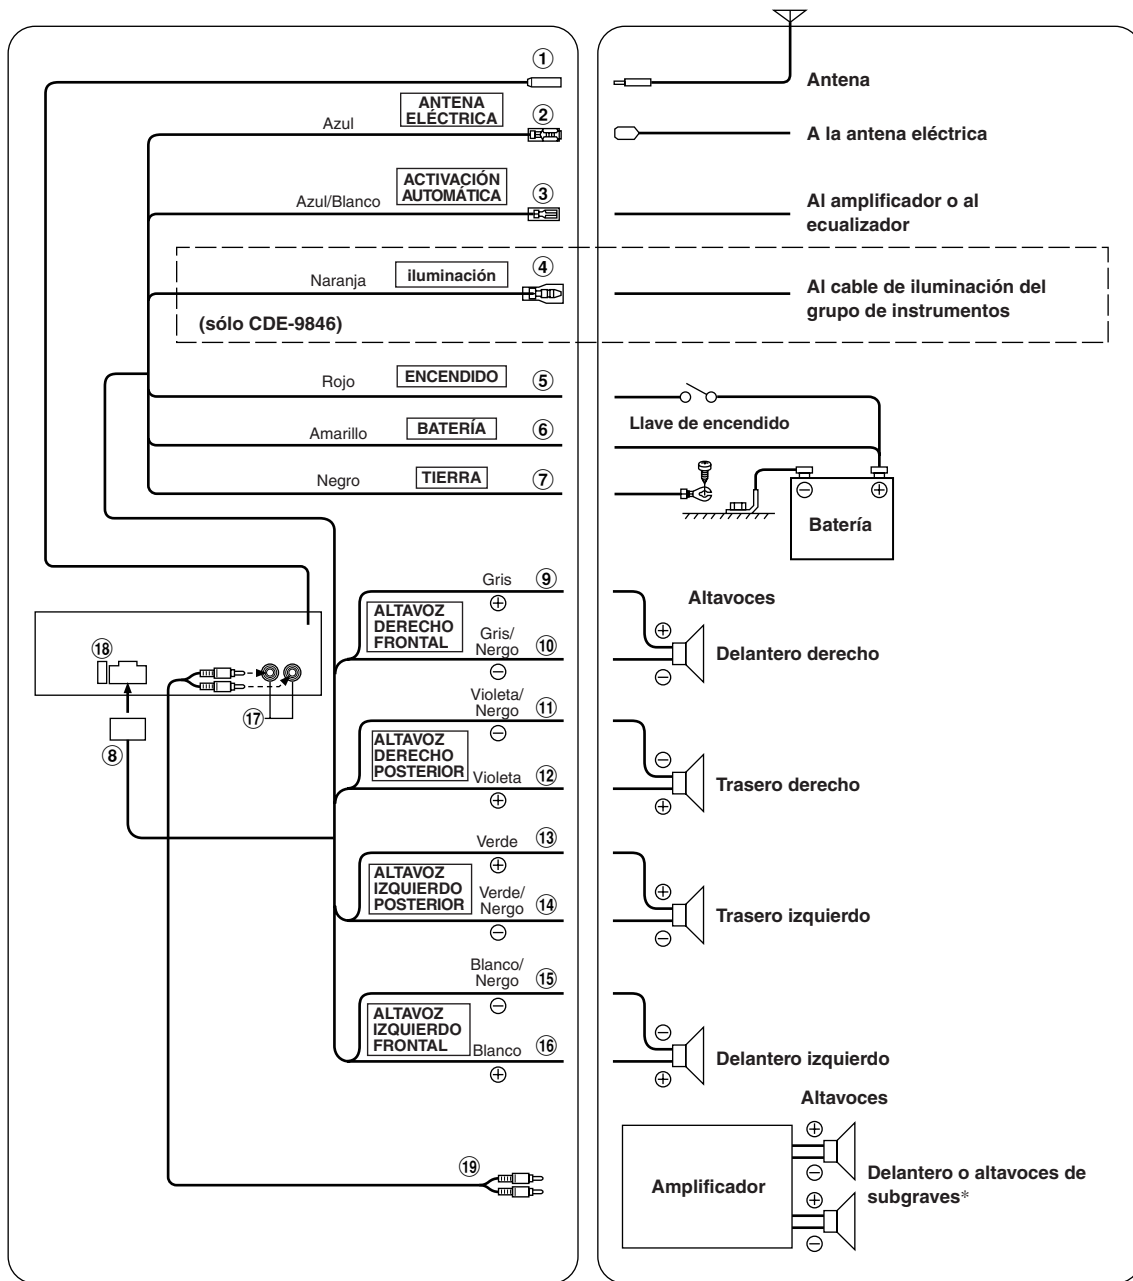 ①
Antena
ANTENA
ELÉCTRICA
②
Azul
A la antena eléctrica
ACTIVACIÓN
AUTOMÁTICA
③
Azul/Blanco
Al amplificador o al
ecualizador
④
Naranja
iluminación
(sólo CDE-9846)
Al cable de iluminación del
grupo de instrumentos
Rojo
ENCENDIDO
⑤
Llave de encendido
Amarillo
BATERÍA
⑥
Negro
TIERRA
⑦
⊖ ⊕
Batería
Gris ⑨
⊕
ALTAVOZ
DERECHO
FRONTAL
Gris/
Nergo
⑩
⊖
Altavoces
⊕
Delantero derecho
⊖
⑱
⑰
⑧
Violeta/
Nergo
⑪
⊖
ALTAVOZ
DERECHO
POSTERIOR
Violeta ⑫
⊕
⊖
Trasero derecho
⊕
Verde ⑬
⊕
ALTAVOZ
IZQUIERDO
POSTERIOR
Verde/
Nergo
⑭
⊖
⊕
Trasero izquierdo
⊖
Blanco/
Nergo
⑮
⊖
ALTAVOZ
IZQUIERDO
FRONTAL
Blanco ⑯
⊕
⊖
Delantero izquierdo
⊕
Altavoces
⑲
Amplificador
⊕
⊖
⊕
⊖
Delantero o altavoces de
subgraves*